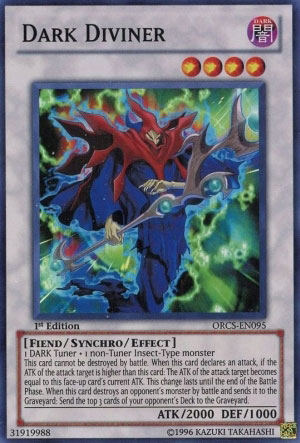 DARK DIVINER
DARK
闇
1st Edition
ORCS-EN095
[FIEND/SYNCHRO/EFFECT]
1 DARK Tuner + 1 non-Tuner Insect-Type monster
This card cannot be destroyed by battle. When this card declares an attack, if the
ATK of the attack target is higher than this card: The ATK of the attack target becomes
equal to this face-up card's current ATK. This change lasts until the end of the Battle
Phase. When this card destroys an opponent's monster by battle and sends it to the
Graveyard: Send the top 3 cards of your opponent's Deck to the Graveyard.
ATK/2000 DEF/1000
31919988
©1996 KAZUKI TAKAHASHI